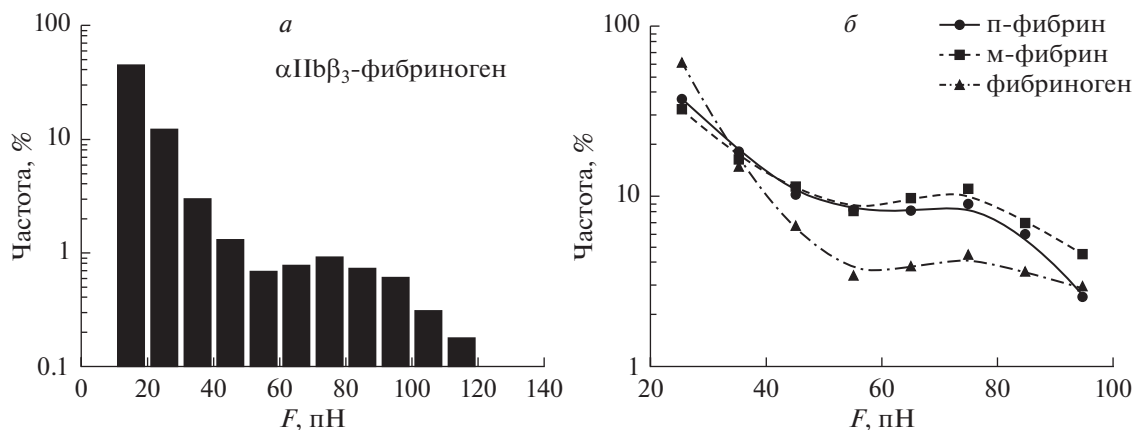 а
αIIbβ3-фибриноген
Частота, %
100
10
1
0.1
0 20 40 60 80 100 120 140
F, пН
б
п-фибрин
м-фибрин
фибриноген
Частота, %
100
10
1
20 40 60 80 100
F, пН